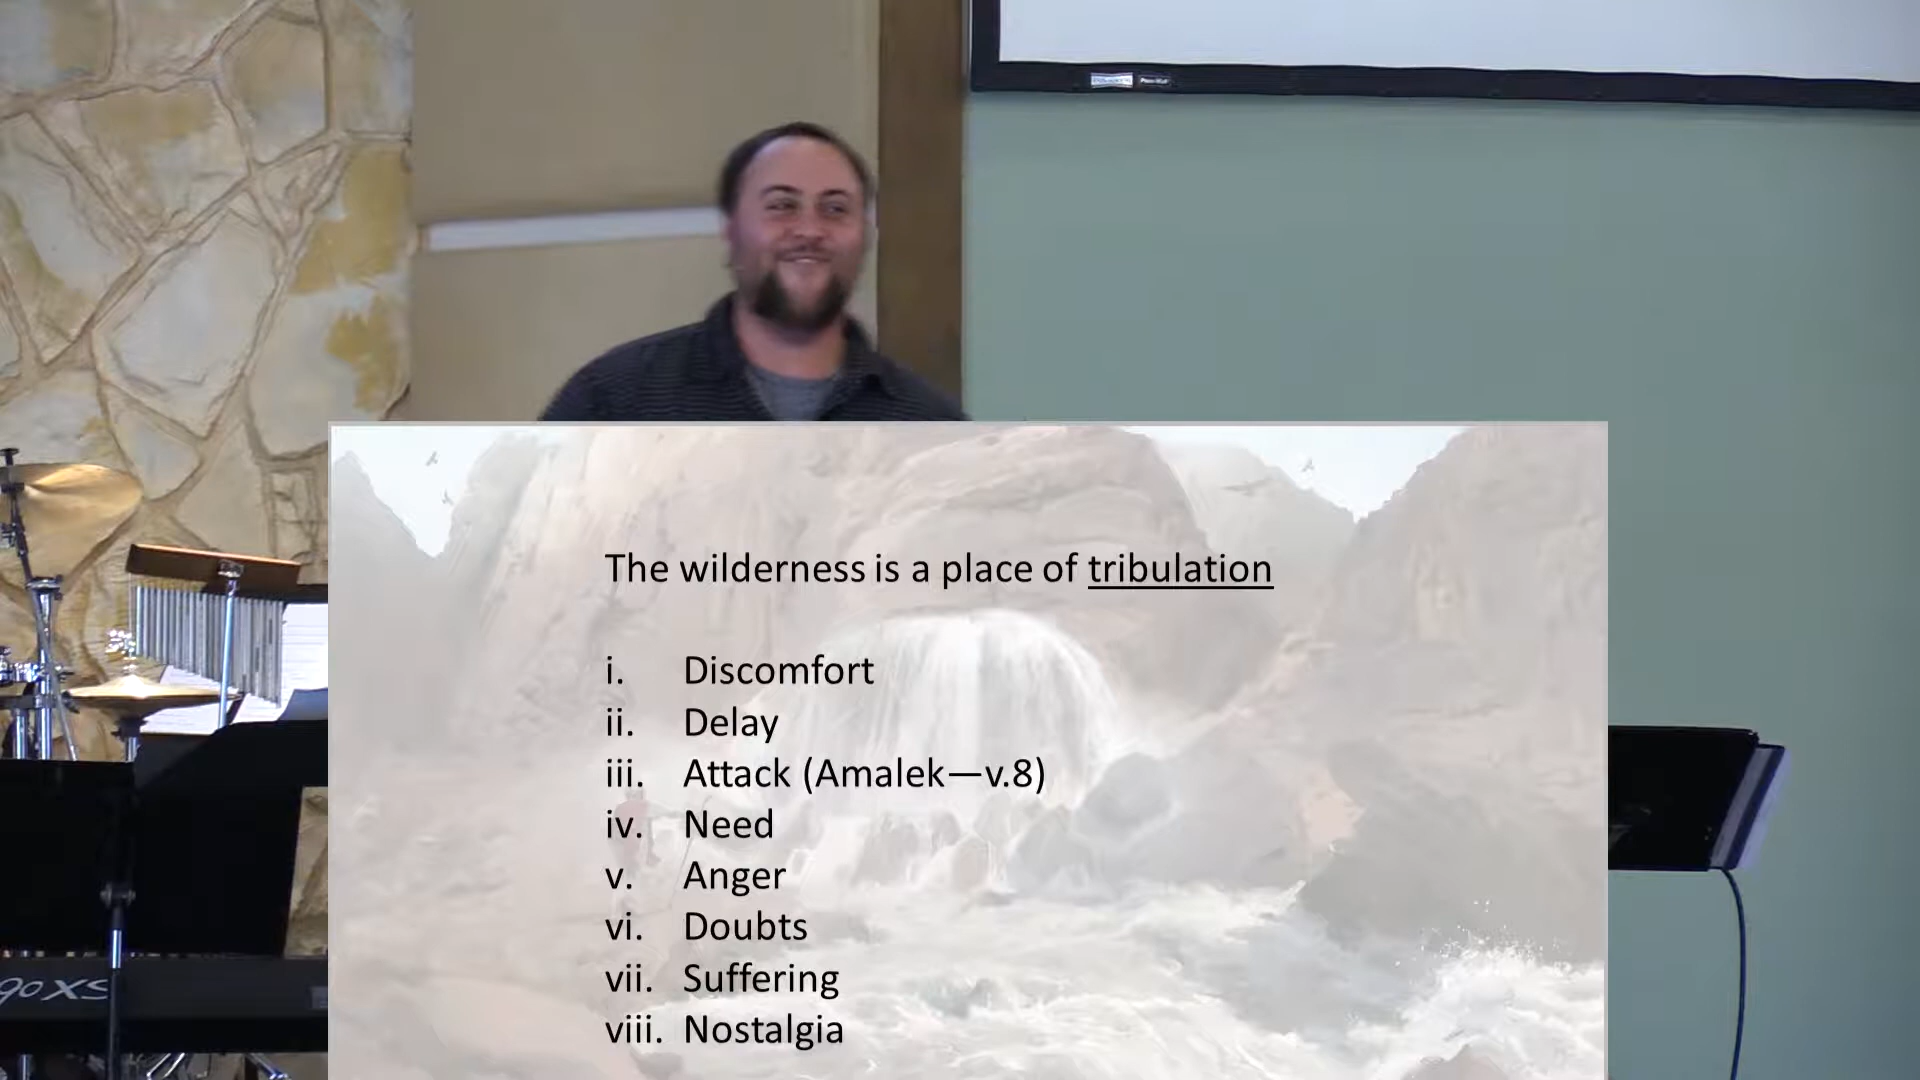 The wilderness is a place of tribulation
i. Discomfort
ii. Delay
iii. Attack (Amalek—v.8)
iv. Need
v. Anger
vi. Doubts
vii. Suffering
viii. Nostalgia
90XS